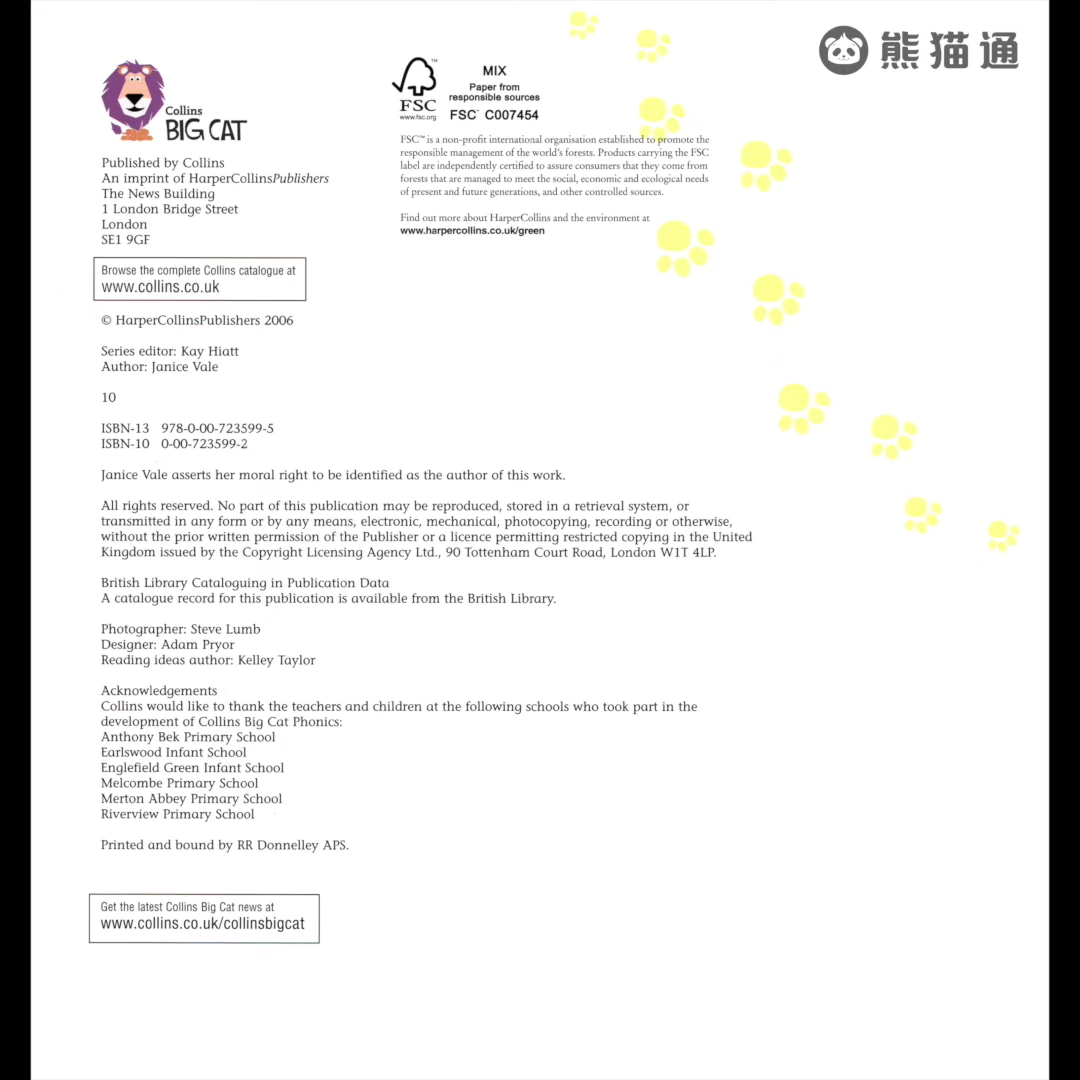 熊猫通
Collins
BIG CAT
Published by Collins
An imprint of HarperCollinsPublishers
The News Building
1 London Bridge Street
London
SE1 9GF
Browse the complete Collins catalogue at
www.collins.co.uk
© HarperCollinsPublishers 2006
Series editor: Kay Hiatt
Author: Janice Vale
10
ISBN-13 978-0-00-723599-5
ISBN-10 0-00-723599-2
Janice Vale asserts her moral right to be identified as the author of this work.
All rights reserved. No part of this publication may be reproduced, stored in a retrieval system, or
transmitted in any form or by any means, electronic, mechanical, photocopying, recording or otherwise,
without the prior written permission of the Publisher or a licence permitting restricted copying in the United
Kingdom issued by the Copyright Licensing Agency Ltd., 90 Tottenham Court Road, London W1T 4LP.
British Library Cataloguing in Publication Data
A catalogue record for this publication is available from the British Library.
Photographer: Steve Lumb
Designer: Adam Pryor
Reading ideas author: Kelley Taylor
Acknowledgements
Collins would like to thank the teachers and children at the following schools who took part in the
development of Collins Big Cat Phonics:
Anthony Bek Primary School
Earlswood Infant School
Englefield Green Infant School
Melcombe Primary School
Merton Abbey Primary School
Riverview Primary School
Printed and bound by RR Donnelley APS.
Get the latest Collins Big Cat news at
www.collins.co.uk/collinsbigcat
™
FSC
www.fsc.org
MIX
Paper from
responsible sources
FSC™ C007454
FSC™ is a non-profit international organisation established to promote the
responsible management of the world's forests. Products carrying the FSC
label are independently certified to assure consumers that they come from
forests that are managed to meet the social, economic and ecological needs
of present and future generations, and other controlled sources.
Find out more about HarperCollins and the environment at
www.harpercollins.co.uk/green